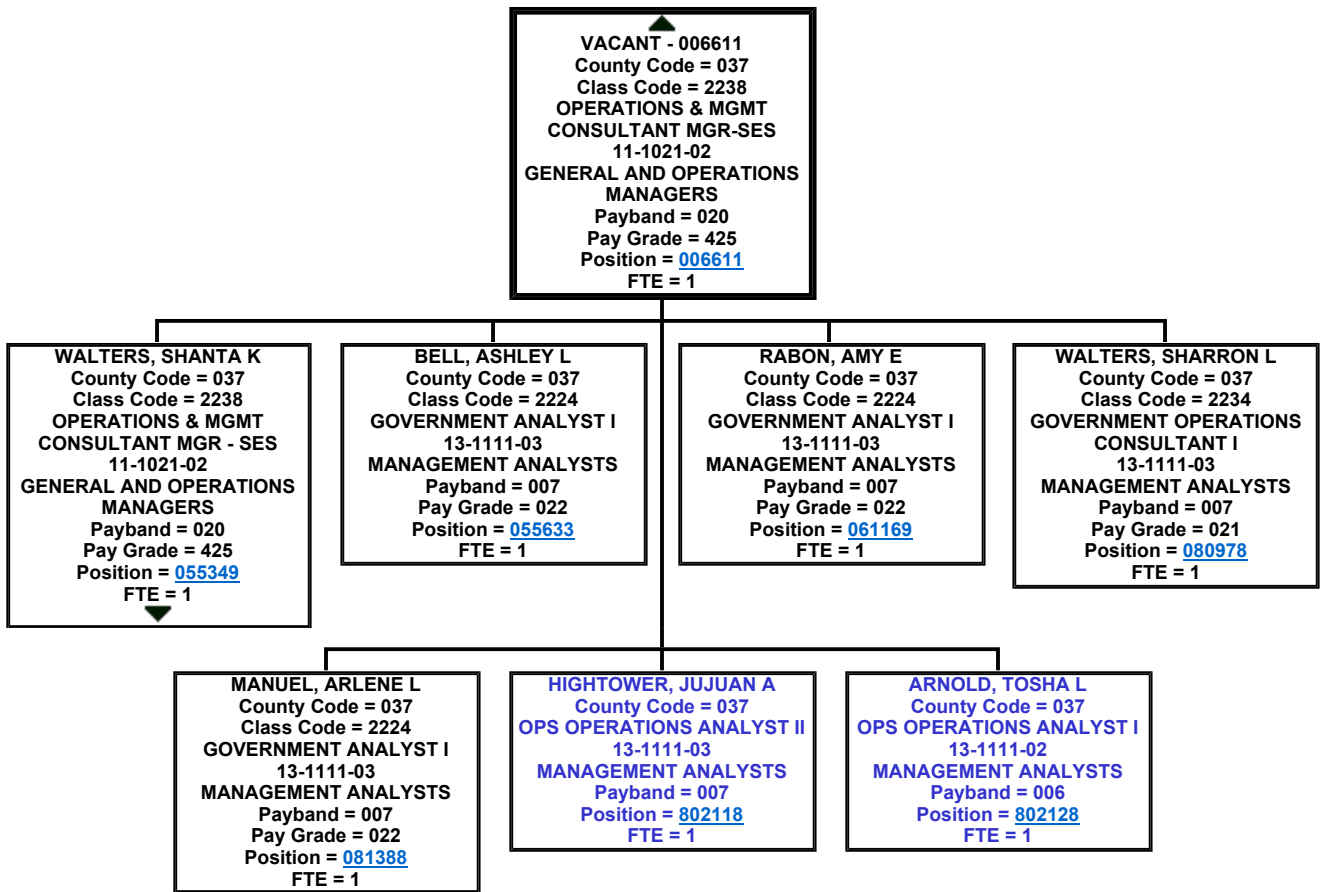 VACANT - 006611
County Code = 037
Class Code = 2238
OPERATIONS & MGMT
CONSULTANT MGR-SES
11-1021-02
GENERAL AND OPERATIONS
MANAGERS
Payband = 020
Pay Grade = 425
Position = 006611
FTE = 1
WALTERS, SHANTA K
County Code = 037
Class Code = 2238
OPERATIONS & MGMT
CONSULTANT MGR - SES
11-1021-02
GENERAL AND OPERATIONS
MANAGERS
Payband = 020
Pay Grade = 425
Position = 055349
FTE = 1
BELL, ASHLEY L
County Code = 037
Class Code = 2224
GOVERNMENT ANALYST I
13-1111-03
MANAGEMENT ANALYSTS
Payband = 007
Pay Grade = 022
Position = 055633
FTE = 1
RABON, AMY E
County Code = 037
Class Code = 2224
GOVERNMENT ANALYST I
13-1111-03
MANAGEMENT ANALYSTS
Payband = 007
Pay Grade = 022
Position = 061169
FTE = 1
WALTERS, SHARRON L
County Code = 037
Class Code = 2234
GOVERNMENT OPERATIONS
CONSULTANT I
13-1111-03
MANAGEMENT ANALYSTS
Payband = 007
Pay Grade = 021
Position = 080978
FTE = 1
MANUEL, ARLENE L
County Code = 037
Class Code = 2224
GOVERNMENT ANALYST I
13-1111-03
MANAGEMENT ANALYSTS
Payband = 007
Pay Grade = 022
Position = 081388
FTE = 1
HIGHTOWER, JUJUAN A
County Code = 037
OPS OPERATIONS ANALYST II
13-1111-03
MANAGEMENT ANALYSTS
Payband = 007
Position = 802118
FTE = 1
ARNOLD, TOSHA L
County Code = 037
OPS OPERATIONS ANALYST I
13-1111-02
MANAGEMENT ANALYSTS
Payband = 006
Position = 802128
FTE = 1